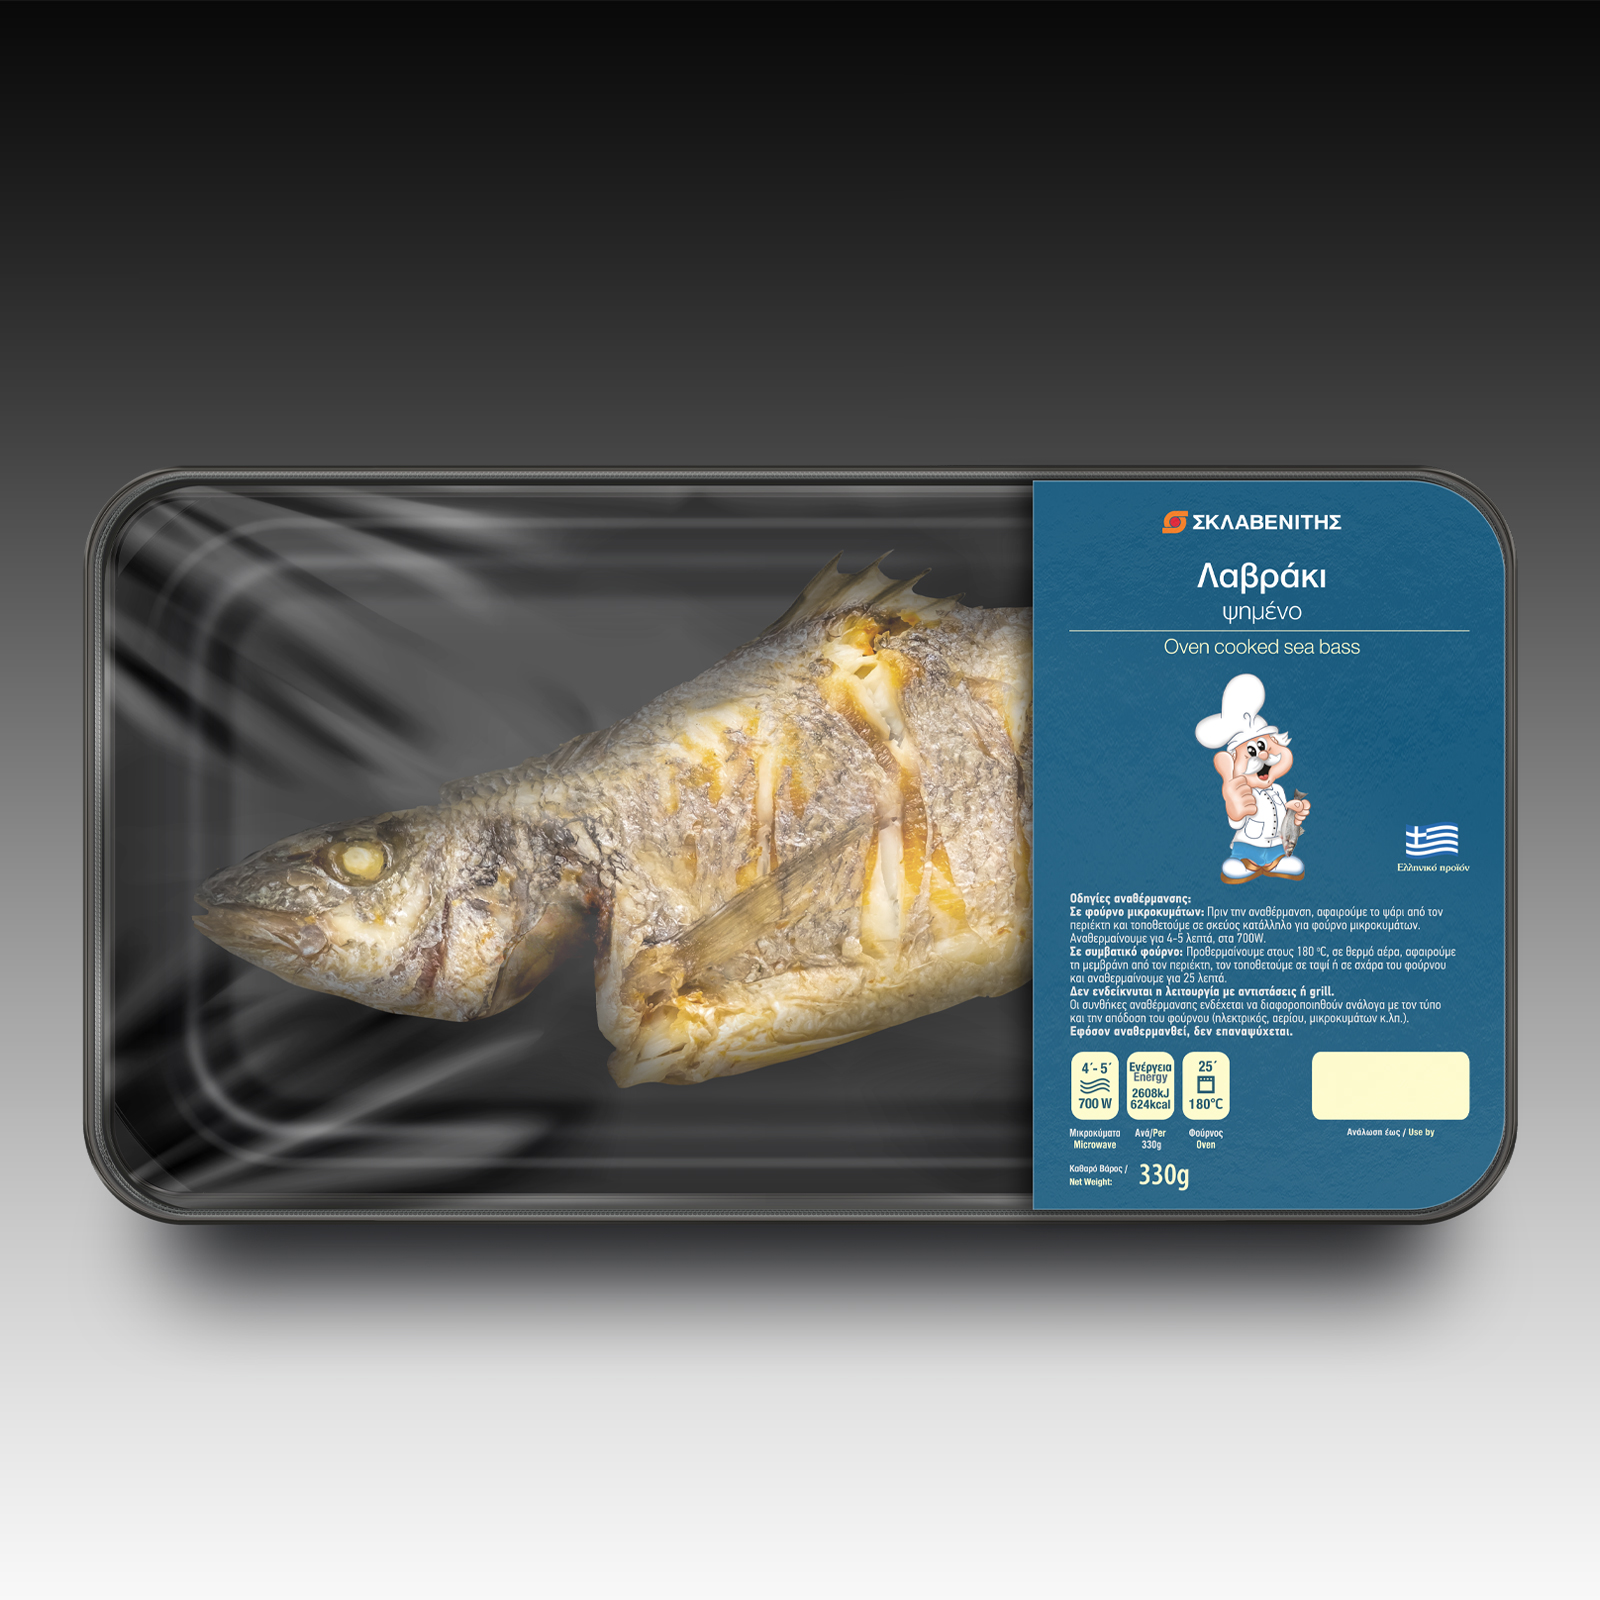 ΣΚΛΑΒΕΝΙΤΗΣ
Λαβράκι
ψημένο
Oven cooked sea bass
Ελληνικό προϊόν
Οδηγίες αναθέρμανσης:
Σε φούρνο μικροκυμάτων: Πριν την αναθέρμανση, αφαιρούμε το ψάρι από τον
περιέκτη και τοποθετούμε σε σκεύος κατάλληλο για φούρνο μικροκυμάτων.
Αναθερμαίνουμε για 4-5 λεπτά, στα 700W.
Σε συμβατικό φούρνο: Προθερμαίνουμε στους 180 °C, σε θερμό αέρα, αφαιρούμε
τη μεμβράνη από τον περιέκτη, τον τοποθετούμε σε ταψί ή σε σχάρα του φούρνου
και αναθερμαίνουμε για 25 λεπτά.
Δεν ενδείκνυται η λειτουργία με αντιστάσεις ή grill.
Οι συνθήκες αναθέρμανσης ενδέχεται να διαφοροποιηθούν ανάλογα με τον τύπο
και την απόδοση του φούρνου (ηλεκτρικός, αερίου, μικροκυμάτων κ.λπ.).
Εφόσον αναθερμανθεί, δεν επαναψύχεται.
4΄- 5΄
700 W
Μικροκύματα
Microwave
Ενέργεια
Energy
2608kJ
624kcal
Ανά/Per
330g
25΄
180°C
Φούρνος
Oven
Ανάλωση έως / Use by
Καθαρό Βάρος /
Net Weight: 330g